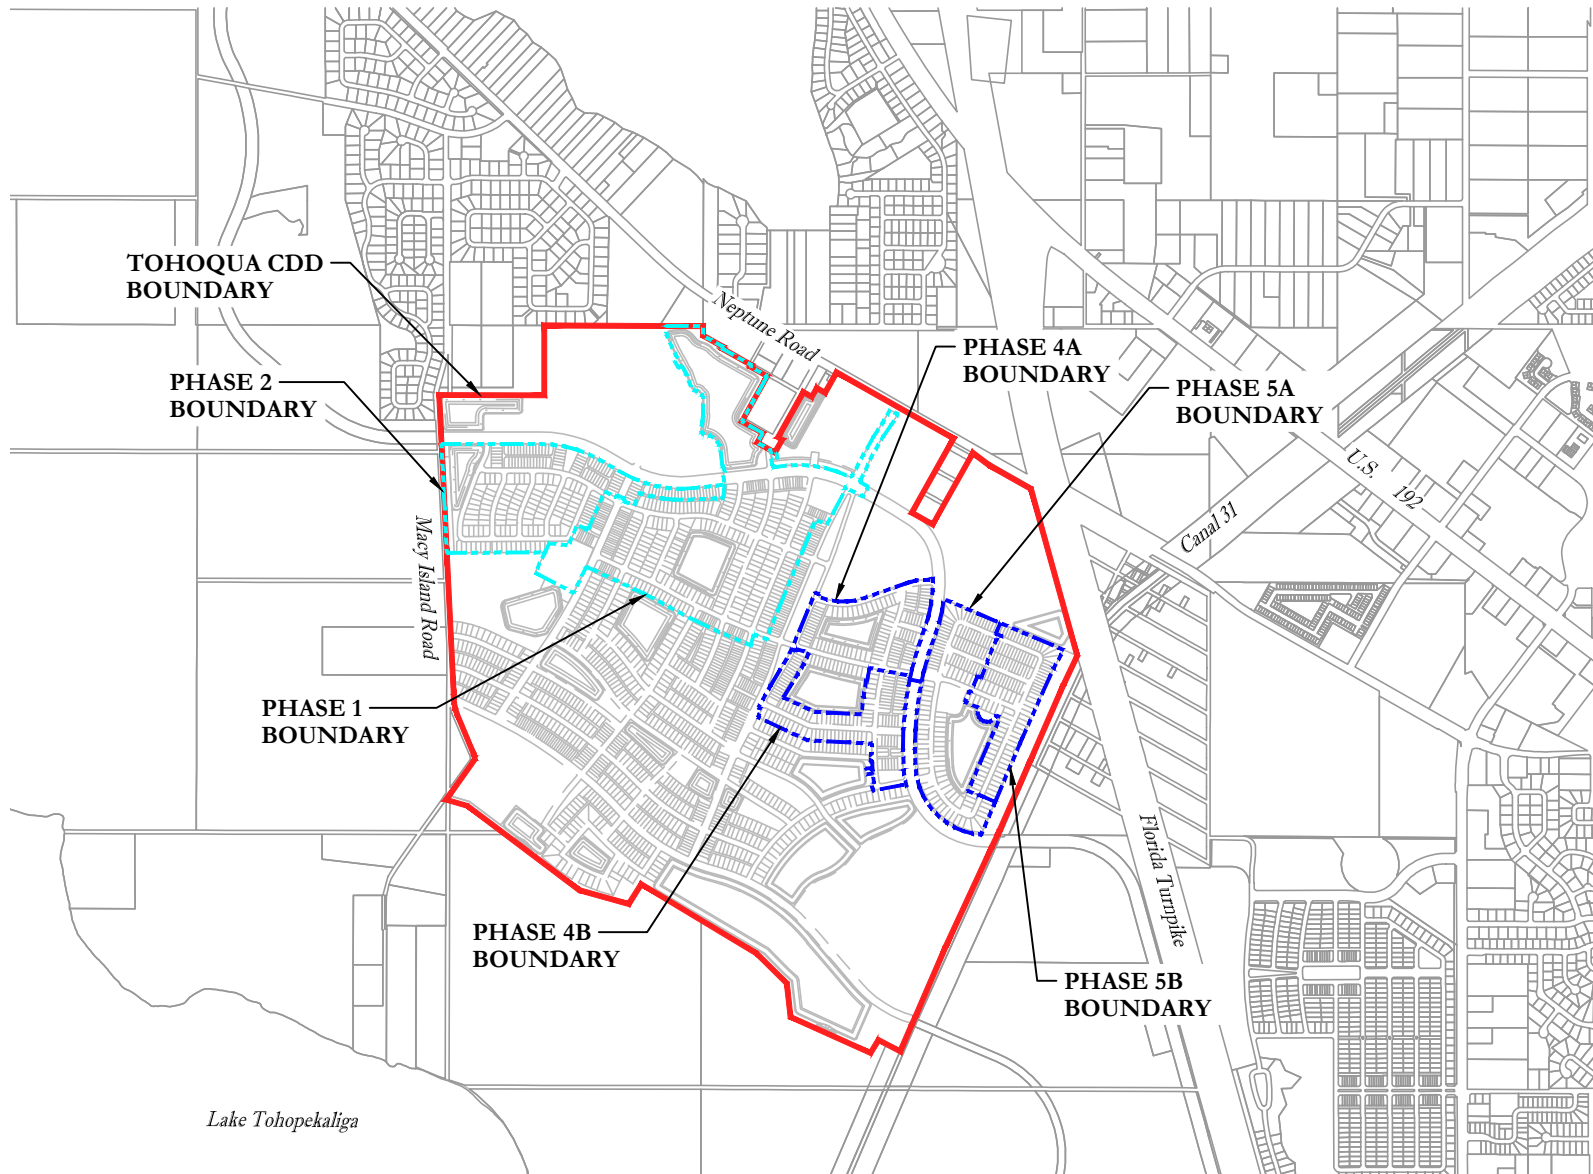 TOHOQUA CDD
BOUNDARY
Neptune Road
PHASE 4A
BOUNDARY
PHASE 2
BOUNDARY
PHASE 5A
BOUNDARY
U.S. 192
Canal 31
Macy Island Road
PHASE 1
BOUNDARY
Florida Turnpike
PHASE 4B
BOUNDARY
PHASE 5B
BOUNDARY
Lake Tohopekaliga